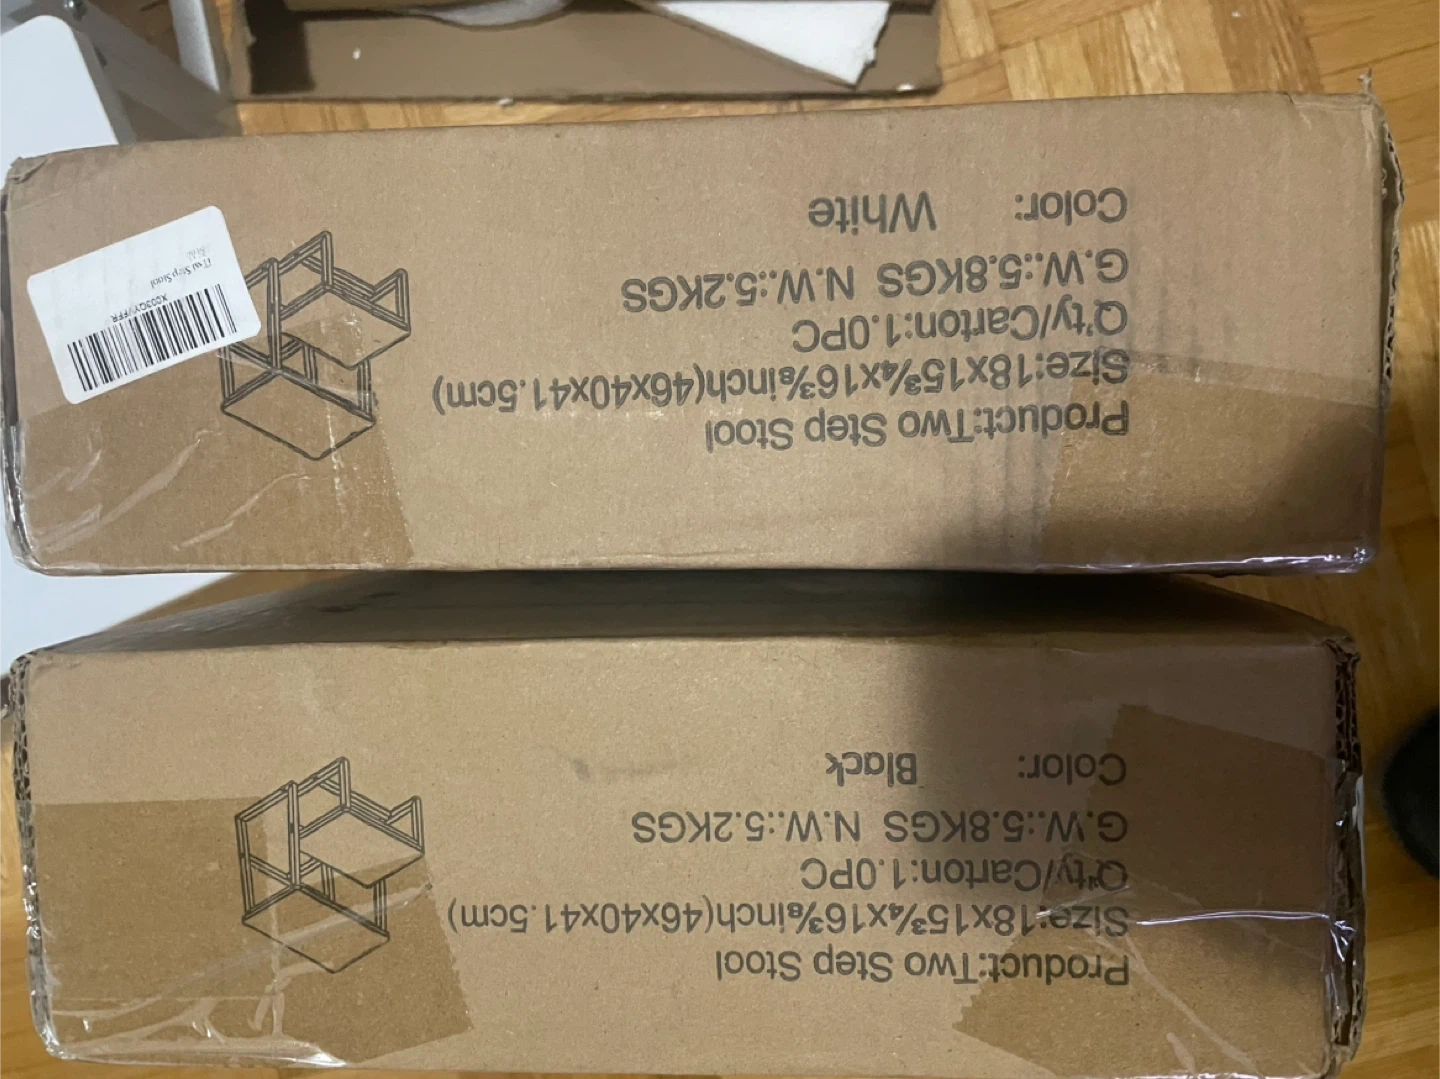 Product:Two Step Stool
Size:18x15¾x16⅜inch(46x40x41.5cm)
Q'ty/Carton:1.0PC
G.W.:5.8KGS N.W.:5.2KGS
Color: Black
Product:Two Step Stool
Size:18x15¾x16⅜inch(46x40x41.5cm)
Q'ty/Carton:1.0PC
G.W.:5.8KGS N.W.:5.2KGS
Color: White
Step Stool